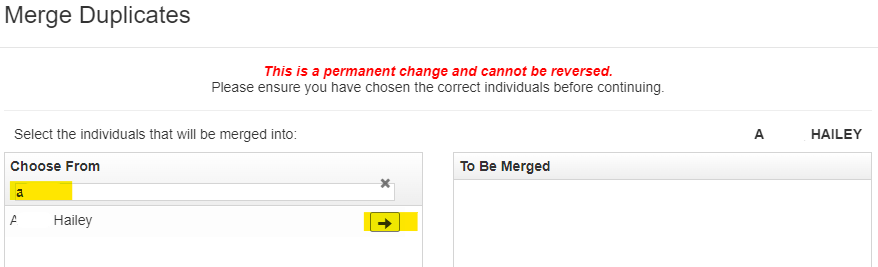 Merge Duplicates
This is a permanent change and cannot be reversed.
Please ensure you have chosen the correct individuals before continuing.
Select the individuals that will be merged into: A HAILEY
Choose From
To Be Merged
a
A Hailey